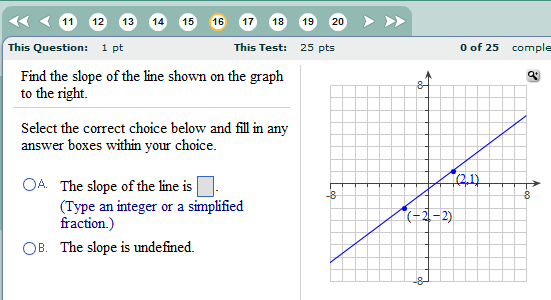 11 12 13 14 15 16 17 18 19 20
This Question: 1 pt This Test: 25 pts 0 of 25 comple
Find the slope of the line shown on the graph
to the right.
Select the correct choice below and fill in any
answer boxes within your choice.
A. The slope of the line is .
(Type an integer or a simplified
fraction.)
B. The slope is undefined.
8
(2,1)
-8 8
(-2,-2)
-8